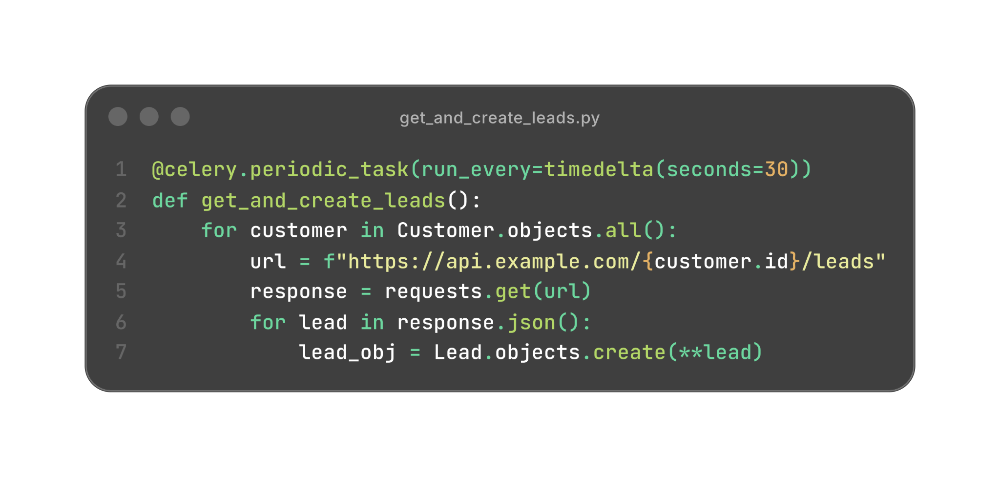 get_and_create_leads.py
1 @celery.periodic_task(run_every=timedelta(seconds=30))
2 def get_and_create_leads():
3     for customer in Customer.objects.all():
4         url = f"https://api.example.com/{customer.id}/leads"
5         response = requests.get(url)
6         for lead in response.json():
7             lead_obj = Lead.objects.create(**lead)